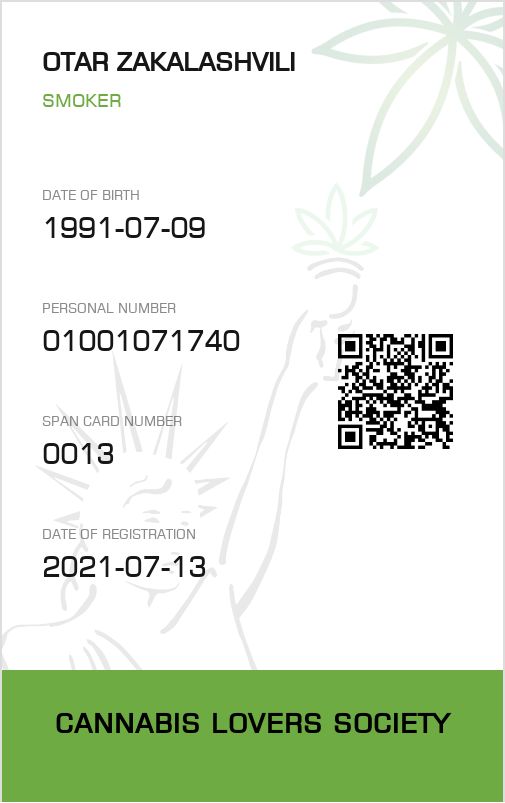 OTAR ZAKALASHVILI
SMOKER
DATE OF BIRTH
1991-07-09
PERSONAL NUMBER
01001071740
SPAN CARD NUMBER
0013
DATE OF REGISTRATION
2021-07-13
CANNABIS LOVERS SOCIETY